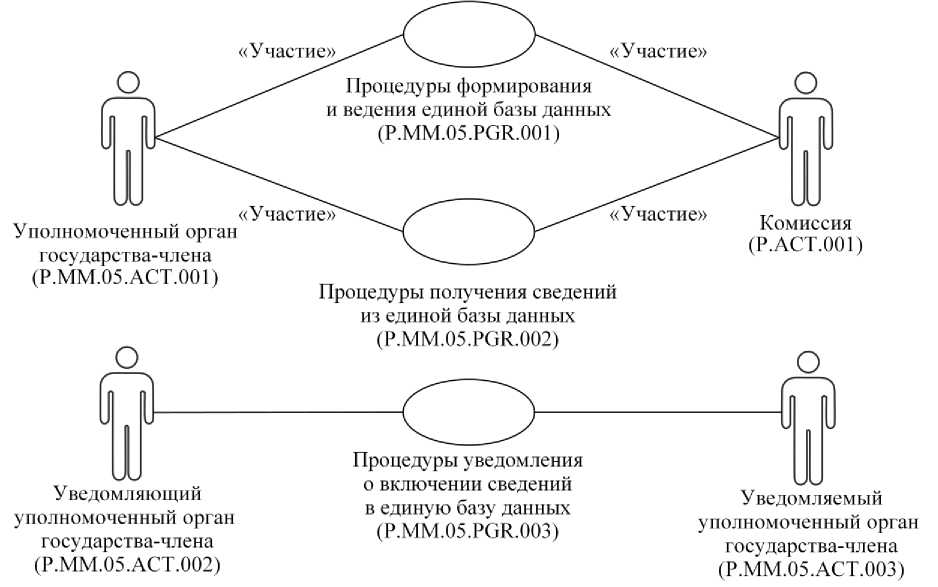 «Участие»
«Участие»
Процедуры формирования
и ведения единой базы данных
(P.MM.05.PGR.001)
Уполномоченный орган
государства-члена
(P.MM.05.ACT.001)
Комиссия
(P.ACT.001)
«Участие»
«Участие»
Процедуры получения сведений
из единой базы данных
(P.MM.05.PGR.002)
Уведомляющий
уполномоченный орган
государства-члена
(P.MM.05.ACT.002)
Процедуры уведомления
о включении сведений
в единую базу данных
(P.MM.05.PGR.003)
Уведомляемый
уполномоченный орган
государства-члена
(P.MM.05.ACT.003)